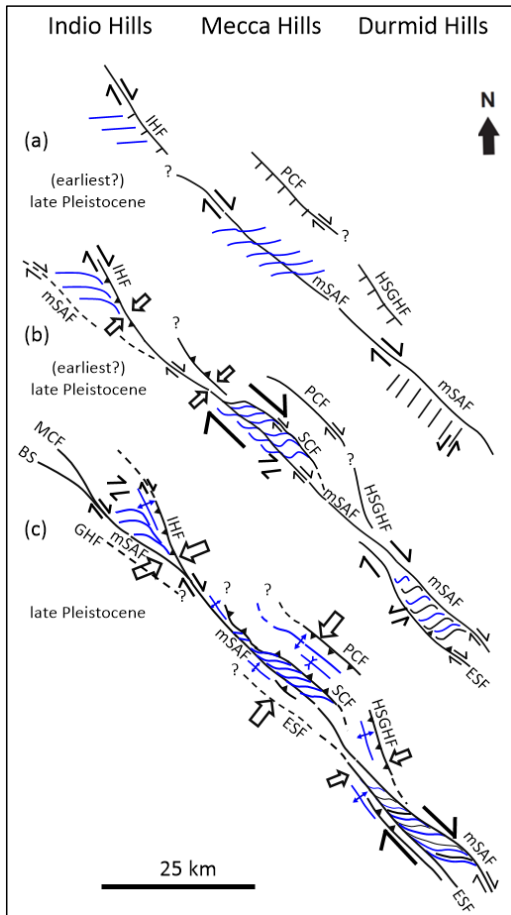 Indio Hills Mecca Hills Durmid Hills
N
IHF
(a)
PCF
(earliest?)
late Pleistocene
?
?
HSGHF
mSAF
mSAF
IHF
mSAF
(b)
?
PCF
(earliest?)
late Pleistocene
SCF
?
mSAF
HSGHF
MCF
BS
IHF
mSAF
(c)
GHF
mSAF
?
?
?
ESF
late Pleistocene
mSAF
PCF
?
SCF
ESF
HSGHF
mSAF
ESF
25 km